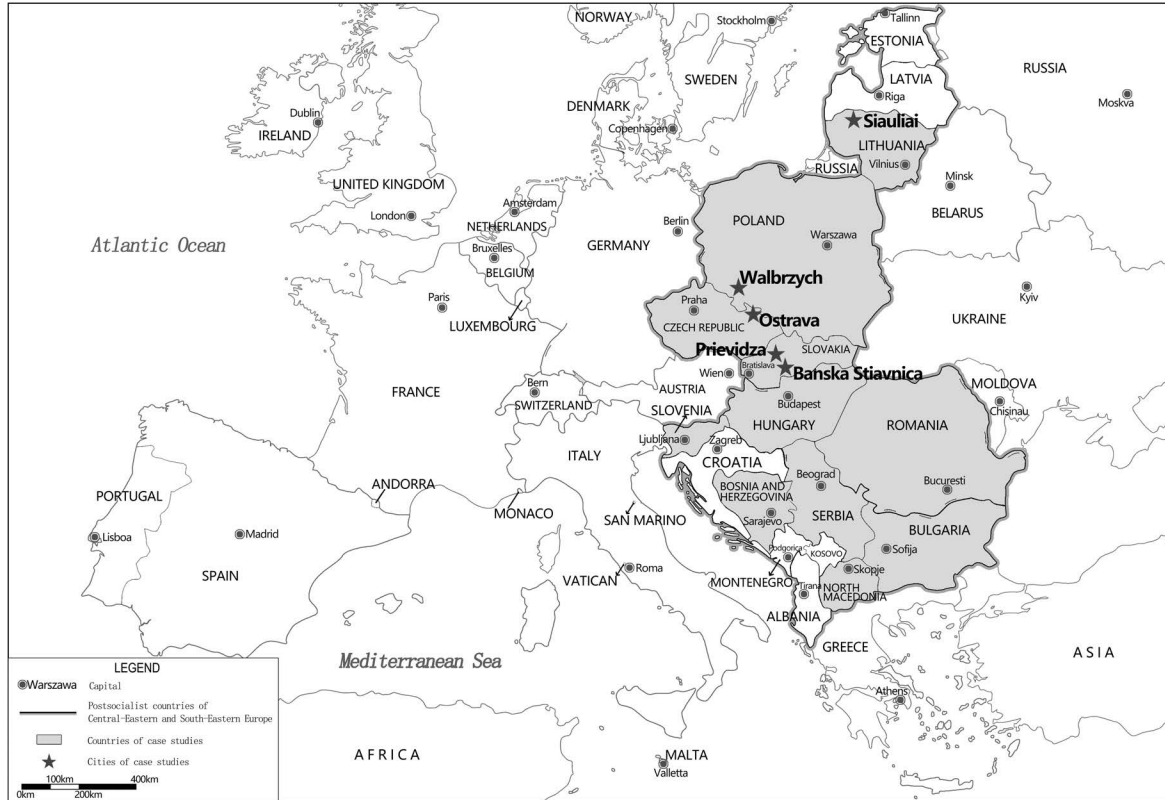 NORWAY
Stockholm
Tallinn
ESTONIA
SWEDEN
LATVIA
RUSSIA
Riga
Moskva
DENMARK
Dublin
IRELAND
Copenhagen
Siauliai
LITHUANIA
Vilnius
RUSSIA
Minsk
UNITED KINGDOM
London
Amsterdam
NETHERLANDS
BELARUS
POLAND
Berlin
Warszawa
Atlantic Ocean
GERMANY
Bruxelles
BELGIUM
Walbrzych
Kyiv
Paris
Praha
LUXEMBOURG
CZECH REPUBLIC
Ostrava
UKRAINE
Prievidza
SLOVAKIA
Wien
Bratislava
Banska Stiavnica
FRANCE
Bern
SWITZERLAND
AUSTRIA
MOLDOVA
Chisinau
SLOVENIA
Budapest
HUNGARY
ROMANIA
Ljubljana
Zagreb
ITALY
CROATIA
Beograd
BOSNIA AND
HERZEGOVINA
Bucuresti
ANDORRA
PORTUGAL
MONACO
SAN MARINO
Sarajevo
SERBIA
BULGARIA
Lisboa
Madrid
Podgorica
KOSOVO
Sofija
SPAIN
VATICAN
Roma
MONTENEGRO
Skopje
Tirana
NORTH
MACEDONIA
ALBANIA
GREECE
ASIA
Mediterranean Sea
Athens
AFRICA
MALTA
Valletta
LEGEND
Warszawa Capital
Postsocialist countries of
Central-Eastern and South-Eastern Europe
Countries of case studies
Cities of case studies
100km 400km
0km 200km